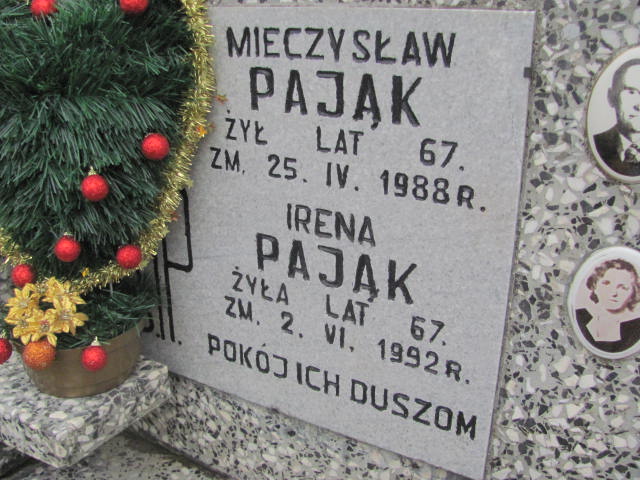 MIECZYSŁAW
PAJĄK
ŻYŁ LAT 67.
ZM. 25. IV. 1988 R.
IRENA
PAJĄK
ŻYŁA LAT 67.
ZM. 2. VI. 1992 R.
POKÓJ ICH DUSZOM